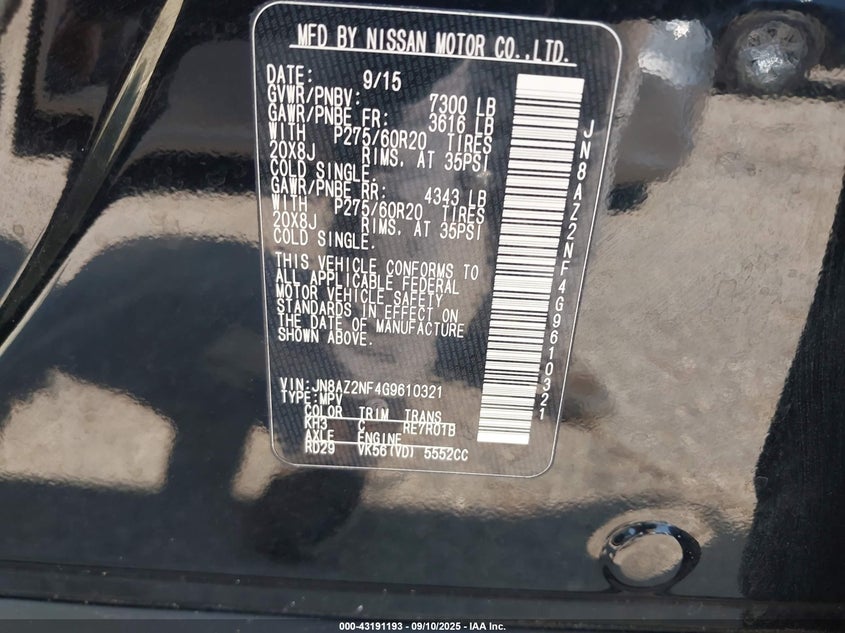 MFD BY NISSAN MOTOR CO.,LTD.
DATE: 9/15
GVWR/PNBV: 7300 LB
GAWR/PNBE FR: 3616 LB
WITH P275/60R20 TIRES
20X8J RIMS, AT 35PSI
COLD SINGLE.
GAWR/PNBE RR: 4343 LB
WITH P275/60R20 TIRES
20X8J RIMS, AT 35PSI
COLD SINGLE.
THIS VEHICLE CONFORMS TO
ALL APPLICABLE FEDERAL
MOTOR VEHICLE SAFETY
STANDARDS IN EFFECT ON
THE DATE OF MANUFACTURE
SHOWN ABOVE.
VIN: JN8AZ2NF4G9610321
TYPE: MPV
COLOR TRIM TRANS
KH3 C RE7R01B
AXLE ENGINE
RD29 VK56(VD) 5552CC
JN8AZ2NF4G9610321
000-43191193 - 09/10/2025 - IAA Inc.